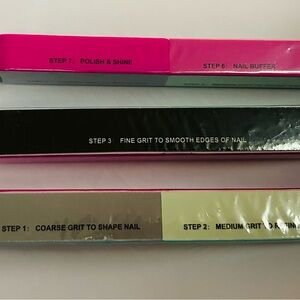 STEP 7: POLISH & SHINE
STEP 6: NAIL BUFFER
STEP 3 FINE GRIT TO SMOOTH EDGES OF NAIL
STEP 1: COARSE GRIT TO SHAPE NAIL
STEP 2: MEDIUM GRIT TO